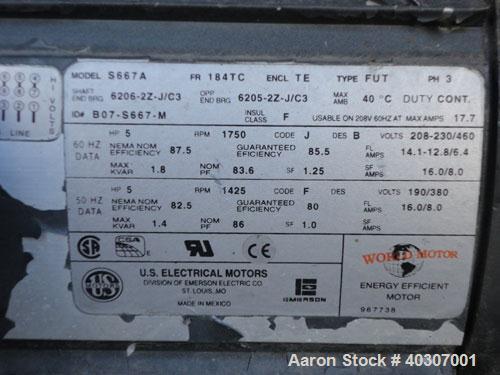 MODEL S667A FR 184TC ENCL TE TYPE FUT PH 3
SHAFT END BRG 6206-2Z-J/C3 OPP END BRG 6205-2Z-J/C3 MAX AMB 40°C DUTY CONT.
ID# B07-S667-M INSUL CLASS F USABLE ON 208V 60HZ AT MAX AMPS 17.7
HP 5 RPM 1750 CODE J DES B VOLTS 208-230/460
60 HZ DATA NEMA NOM EFFICIENCY 87.5 GUARANTEED EFFICIENCY 85.5 FL AMPS 14.1-12.8/6.4
MAX KVAR 1.8 NOM PF 83.6 SF 1.25 SF AMPS 16.0/8.0
HP 5 RPM 1425 CODE F DES VOLTS 190/380
50 HZ DATA NEMA NOM EFFICIENCY 82.5 GUARANTEED EFFICIENCY 80 FL AMPS 16.0/8.0
MAX KVAR 1.4 NOM PF 86 SF 1.0 SF AMPS
HI-VOLTS
LINE
SA CSA E UR CE
WORLD MOTOR
US
U.S. ELECTRICAL MOTORS
DIVISION OF EMERSON ELECTRIC CO
ST. LOUIS, MO
MADE IN MEXICO
EMERSON
ENERGY EFFICIENT
MOTOR
967738
Aaron Stock # 40307001